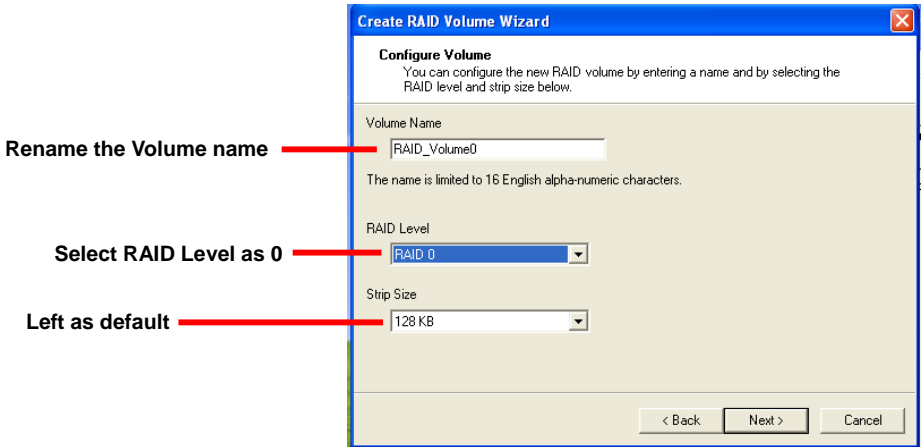 Create RAID Volume Wizard
Configure Volume
You can configure the new RAID volume by entering a name and by selecting the
RAID level and strip size below.
Volume Name
Rename the Volume name
RAID_Volume0
The name is limited to 16 English alpha-numeric characters.
RAID Level
Select RAID Level as 0
RAID 0
Strip Size
Left as default
128 KB
< Back
Next >
Cancel